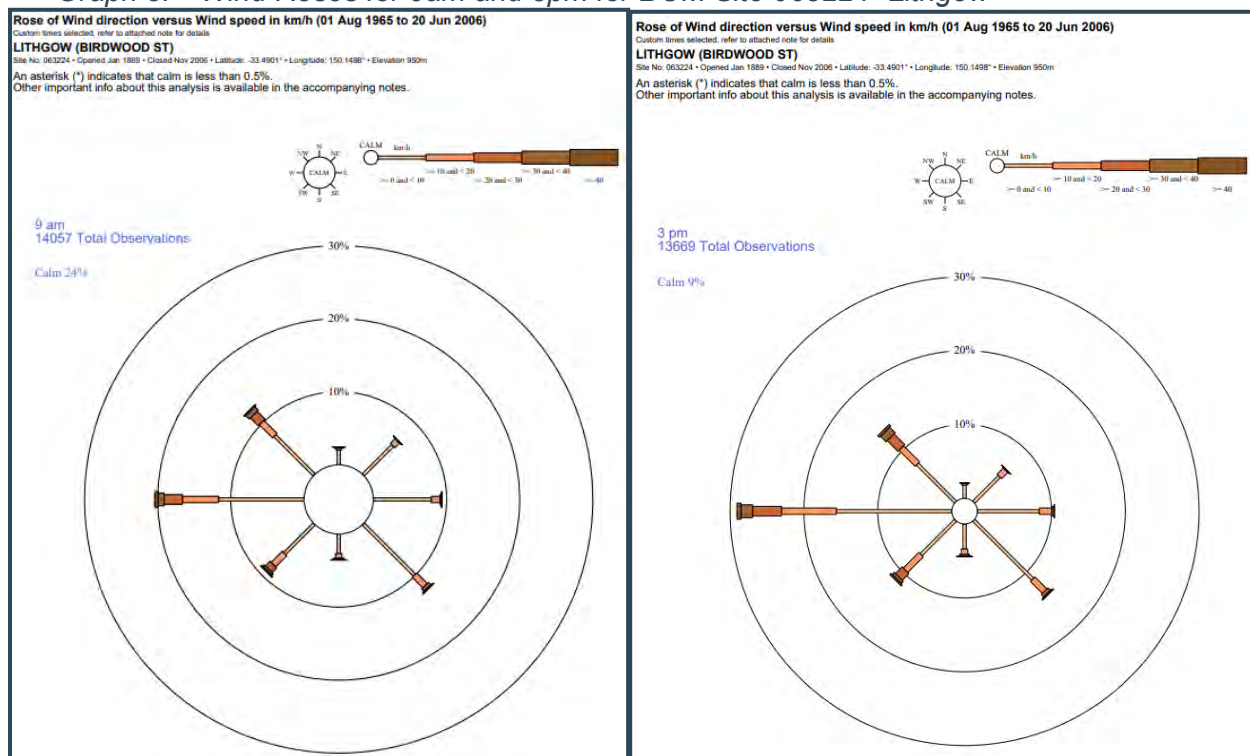 Rose of Wind direction versus Wind speed in km/h (01 Aug 1965 to 20 Jun 2006)
Custom times selected, refer to attached note for details
LITHGOW (BIRDWOOD ST)
Site No: 063224 • Opened Jan 1889 • Closed Nov 2006 • Latitude: -33.4901° • Longitude: 150.1498° • Elevation 950m
An asterisk (*) indicates that calm is less than 0.5%.
Other important info about this analysis is available in the accompanying notes.
N
NW NE
W CALM E
SW SE
S
CALM km/h
>= 10 and < 20 >= 30 and < 40
>= 0 and < 10 >= 20 and < 30 >= 40
9 am
14057 Total Observations
Calm 24%
30%
20%
10%
Rose of Wind direction versus Wind speed in km/h (01 Aug 1965 to 20 Jun 2006)
Custom times selected, refer to attached note for details
LITHGOW (BIRDWOOD ST)
Site No: 063224 • Opened Jan 1889 • Closed Nov 2006 • Latitude: -33.4901° • Longitude: 150.1498° • Elevation 950m
An asterisk (*) indicates that calm is less than 0.5%.
Other important info about this analysis is available in the accompanying notes.
N
NW NE
W CALM E
SW SE
S
CALM km/h
>= 10 and < 20 >= 30 and < 40
>= 0 and < 10 >= 20 and < 30 >= 40
3 pm
13669 Total Observations
Calm 9%
30%
20%
10%